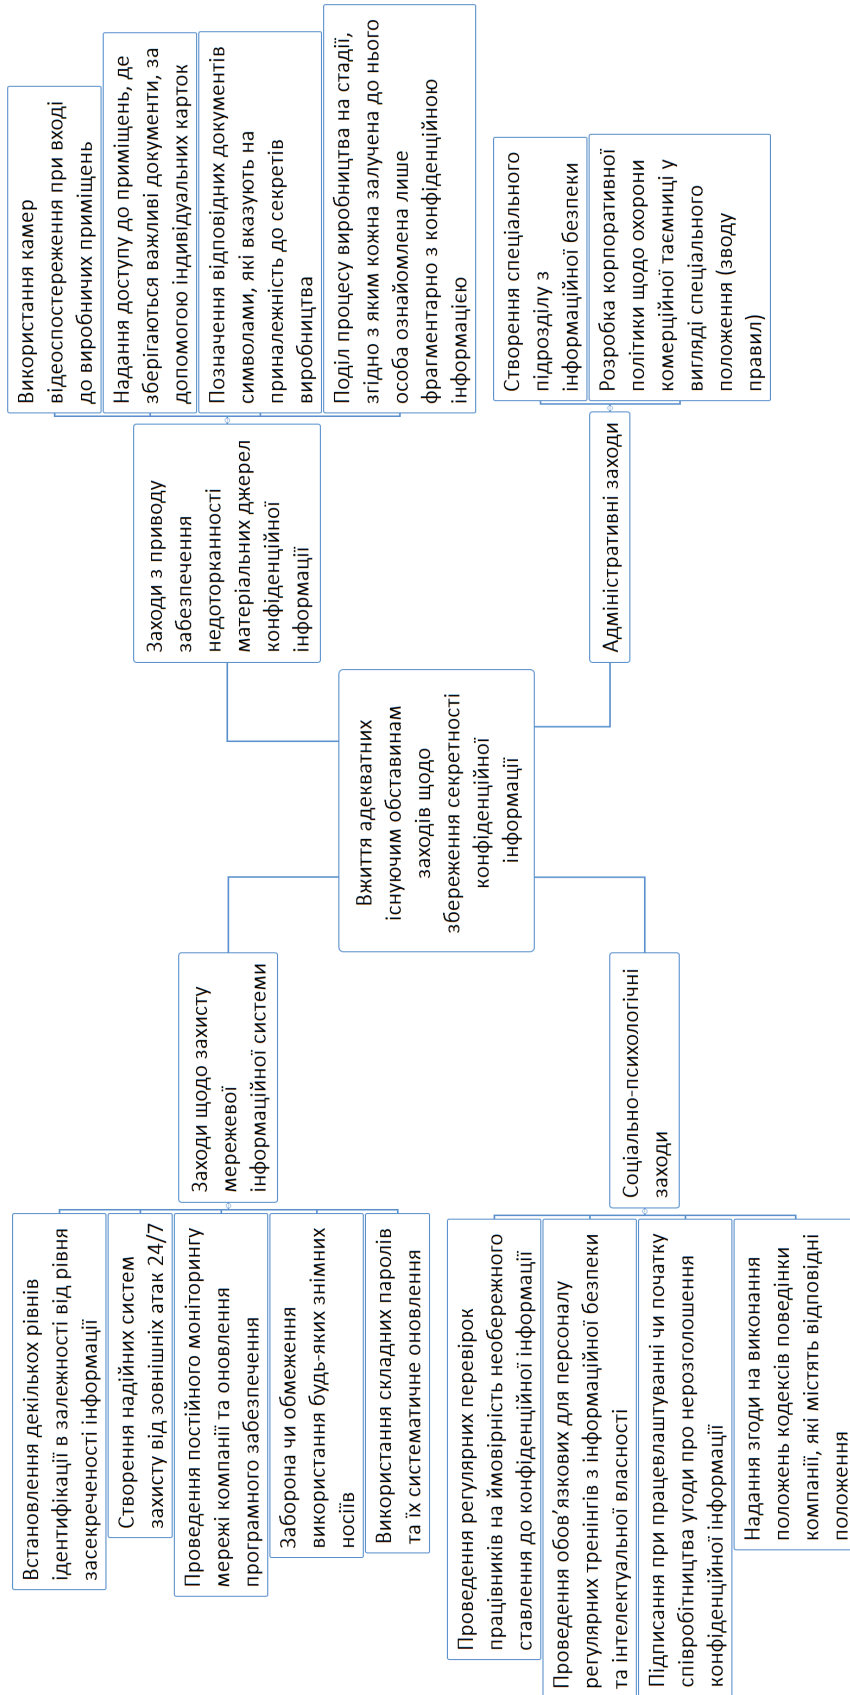 Встановлення декількох рівнів
ідентифікації в залежності від рівня
засекреченості інформації
Створення надійних систем
захисту від зовнішніх атак 24/7
Проведення постійного моніторингу
мережі компанії та оновлення
програмного забезпечення
Заборона чи обмеження
використання будь-яких знімних
носіїв
Використання складних паролів
та їх систематичне оновлення
Заходи щодо захисту
мережевої
інформаційної системи
Проведення регулярних перевірок
працівників на ймовірність необережного
ставлення до конфіденційної інформації
Проведення обов’язкових для персоналу
регулярних тренінгів з інформаційної безпеки
та інтелектуальної власності
Підписання при працевлаштуванні чи початку
співробітництва угоди про нерозголошення
конфіденційної інформації
Надання згоди на виконання
положень кодексів поведінки
компанії, які містять відповідні
положення
Соціально-психологічні
заходи
Вжиття адекватних
існуючим обставинам
заходів щодо
збереження секретності
конфіденційної
інформації
Заходи з приводу
забезпечення
недоторканності
матеріальних джерел
конфіденційної
інформації
Використання камер
відеоспостереження при вході
до виробничих приміщень
Надання доступу до приміщень, де
зберігаються важливі документи, за
допомогою індивідуальних карток
Позначення відповідних документів
символами, які вказують на
приналежність до секретів
виробництва
Поділ процесу виробництва на стадії,
згідно з яким кожна залучена до нього
особа ознайомлена лише
фрагментарно з конфіденційною
інформацією
Адміністративні заходи
Створення спеціального
підрозділу з
інформаційної безпеки
Розробка корпоративної
політики щодо охорони
комерційної таємниці у
вигляді спеціального
положення (зводу
правил)